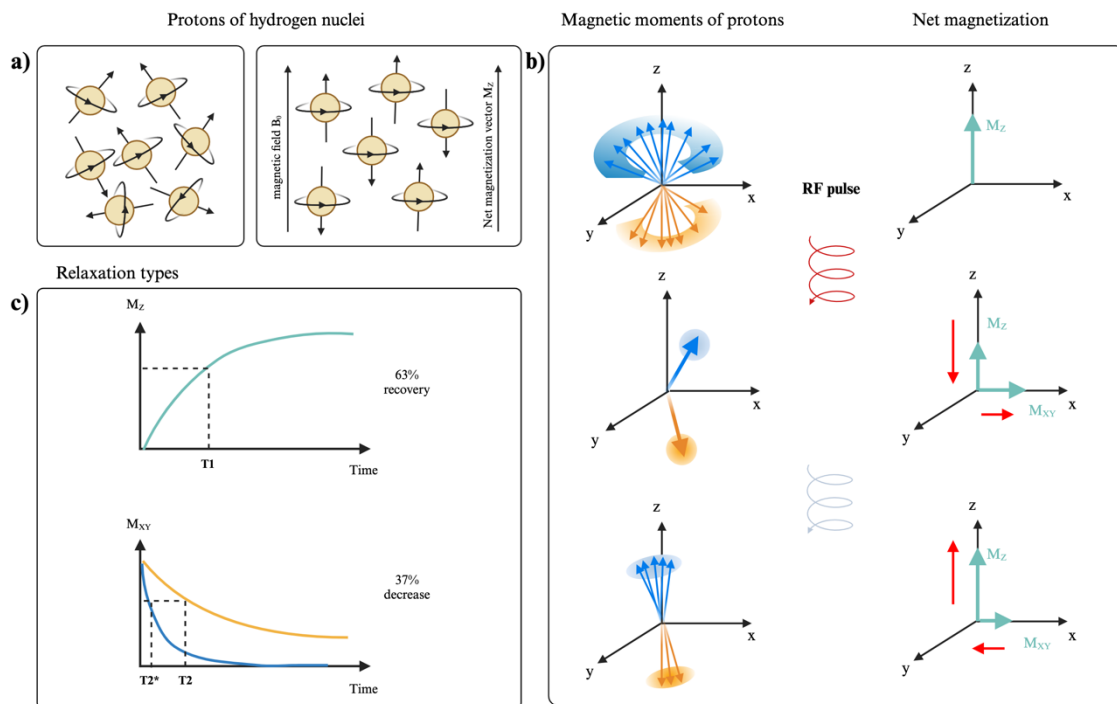 Protons of hydrogen nuclei
Magnetic moments of protons
Net magnetization
a)
magnetic field B₀
Net magnetization vector M_Z
b)
z
x
y
RF pulse
z
M_Z
x
y
z
x
y
z
M_Z
x
M_XY
y
z
x
y
z
M_Z
x
M_XY
y
Relaxation types
c)
M_Z
63%
recovery
T1
Time
M_XY
37%
decrease
T2*
T2
Time